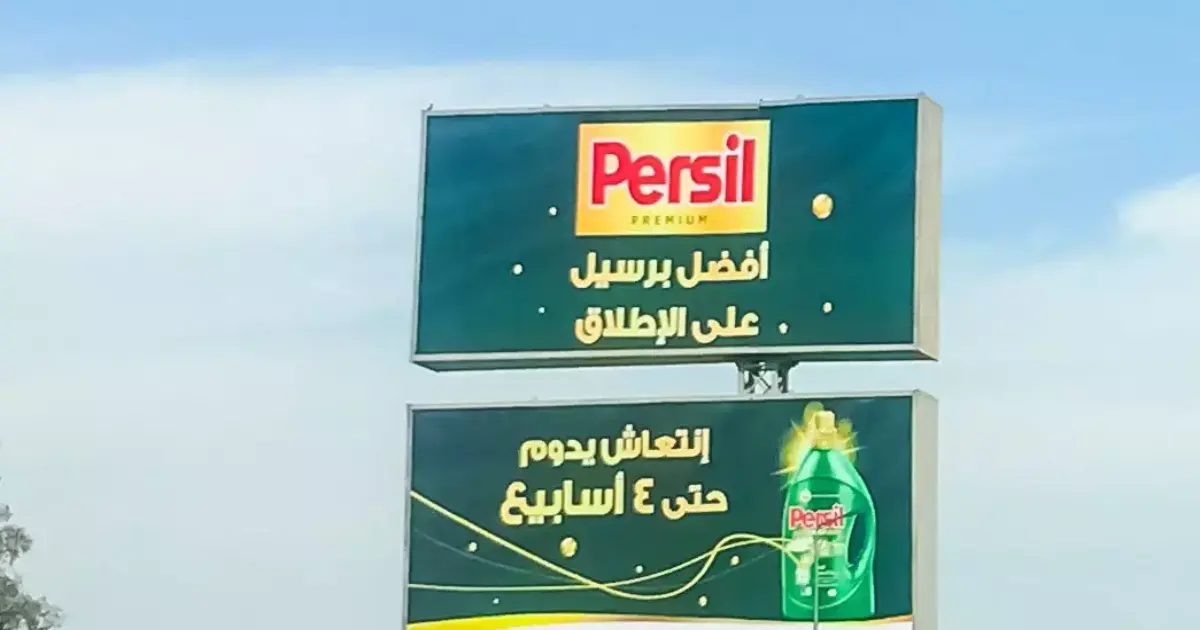 Persil
PREMIUM
أفضل برسيل
على الإطلاق
إنتعاش يدوم
حتى ٤ أسابيع
Persil